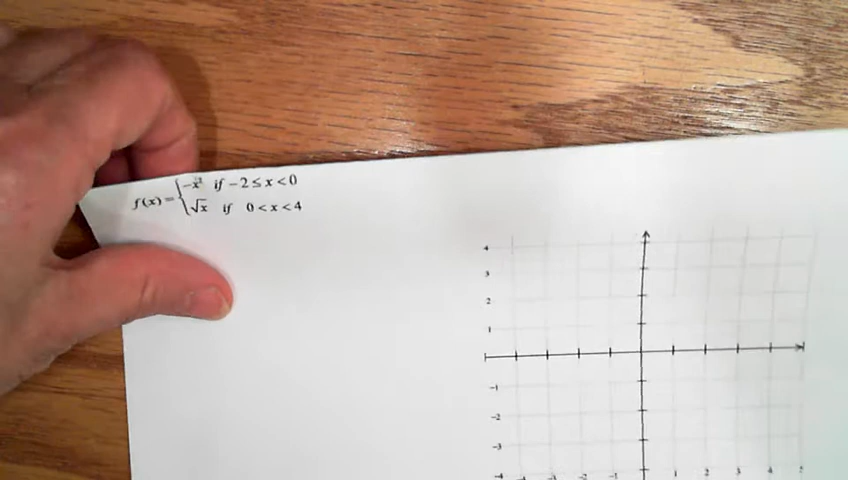 f(x) = { -x² if -2 ≤ x < 0
√x if 0 < x < 4
4
3
2
1
-1
-2
-3
-4 -3 -2 -1 1 2 3 4